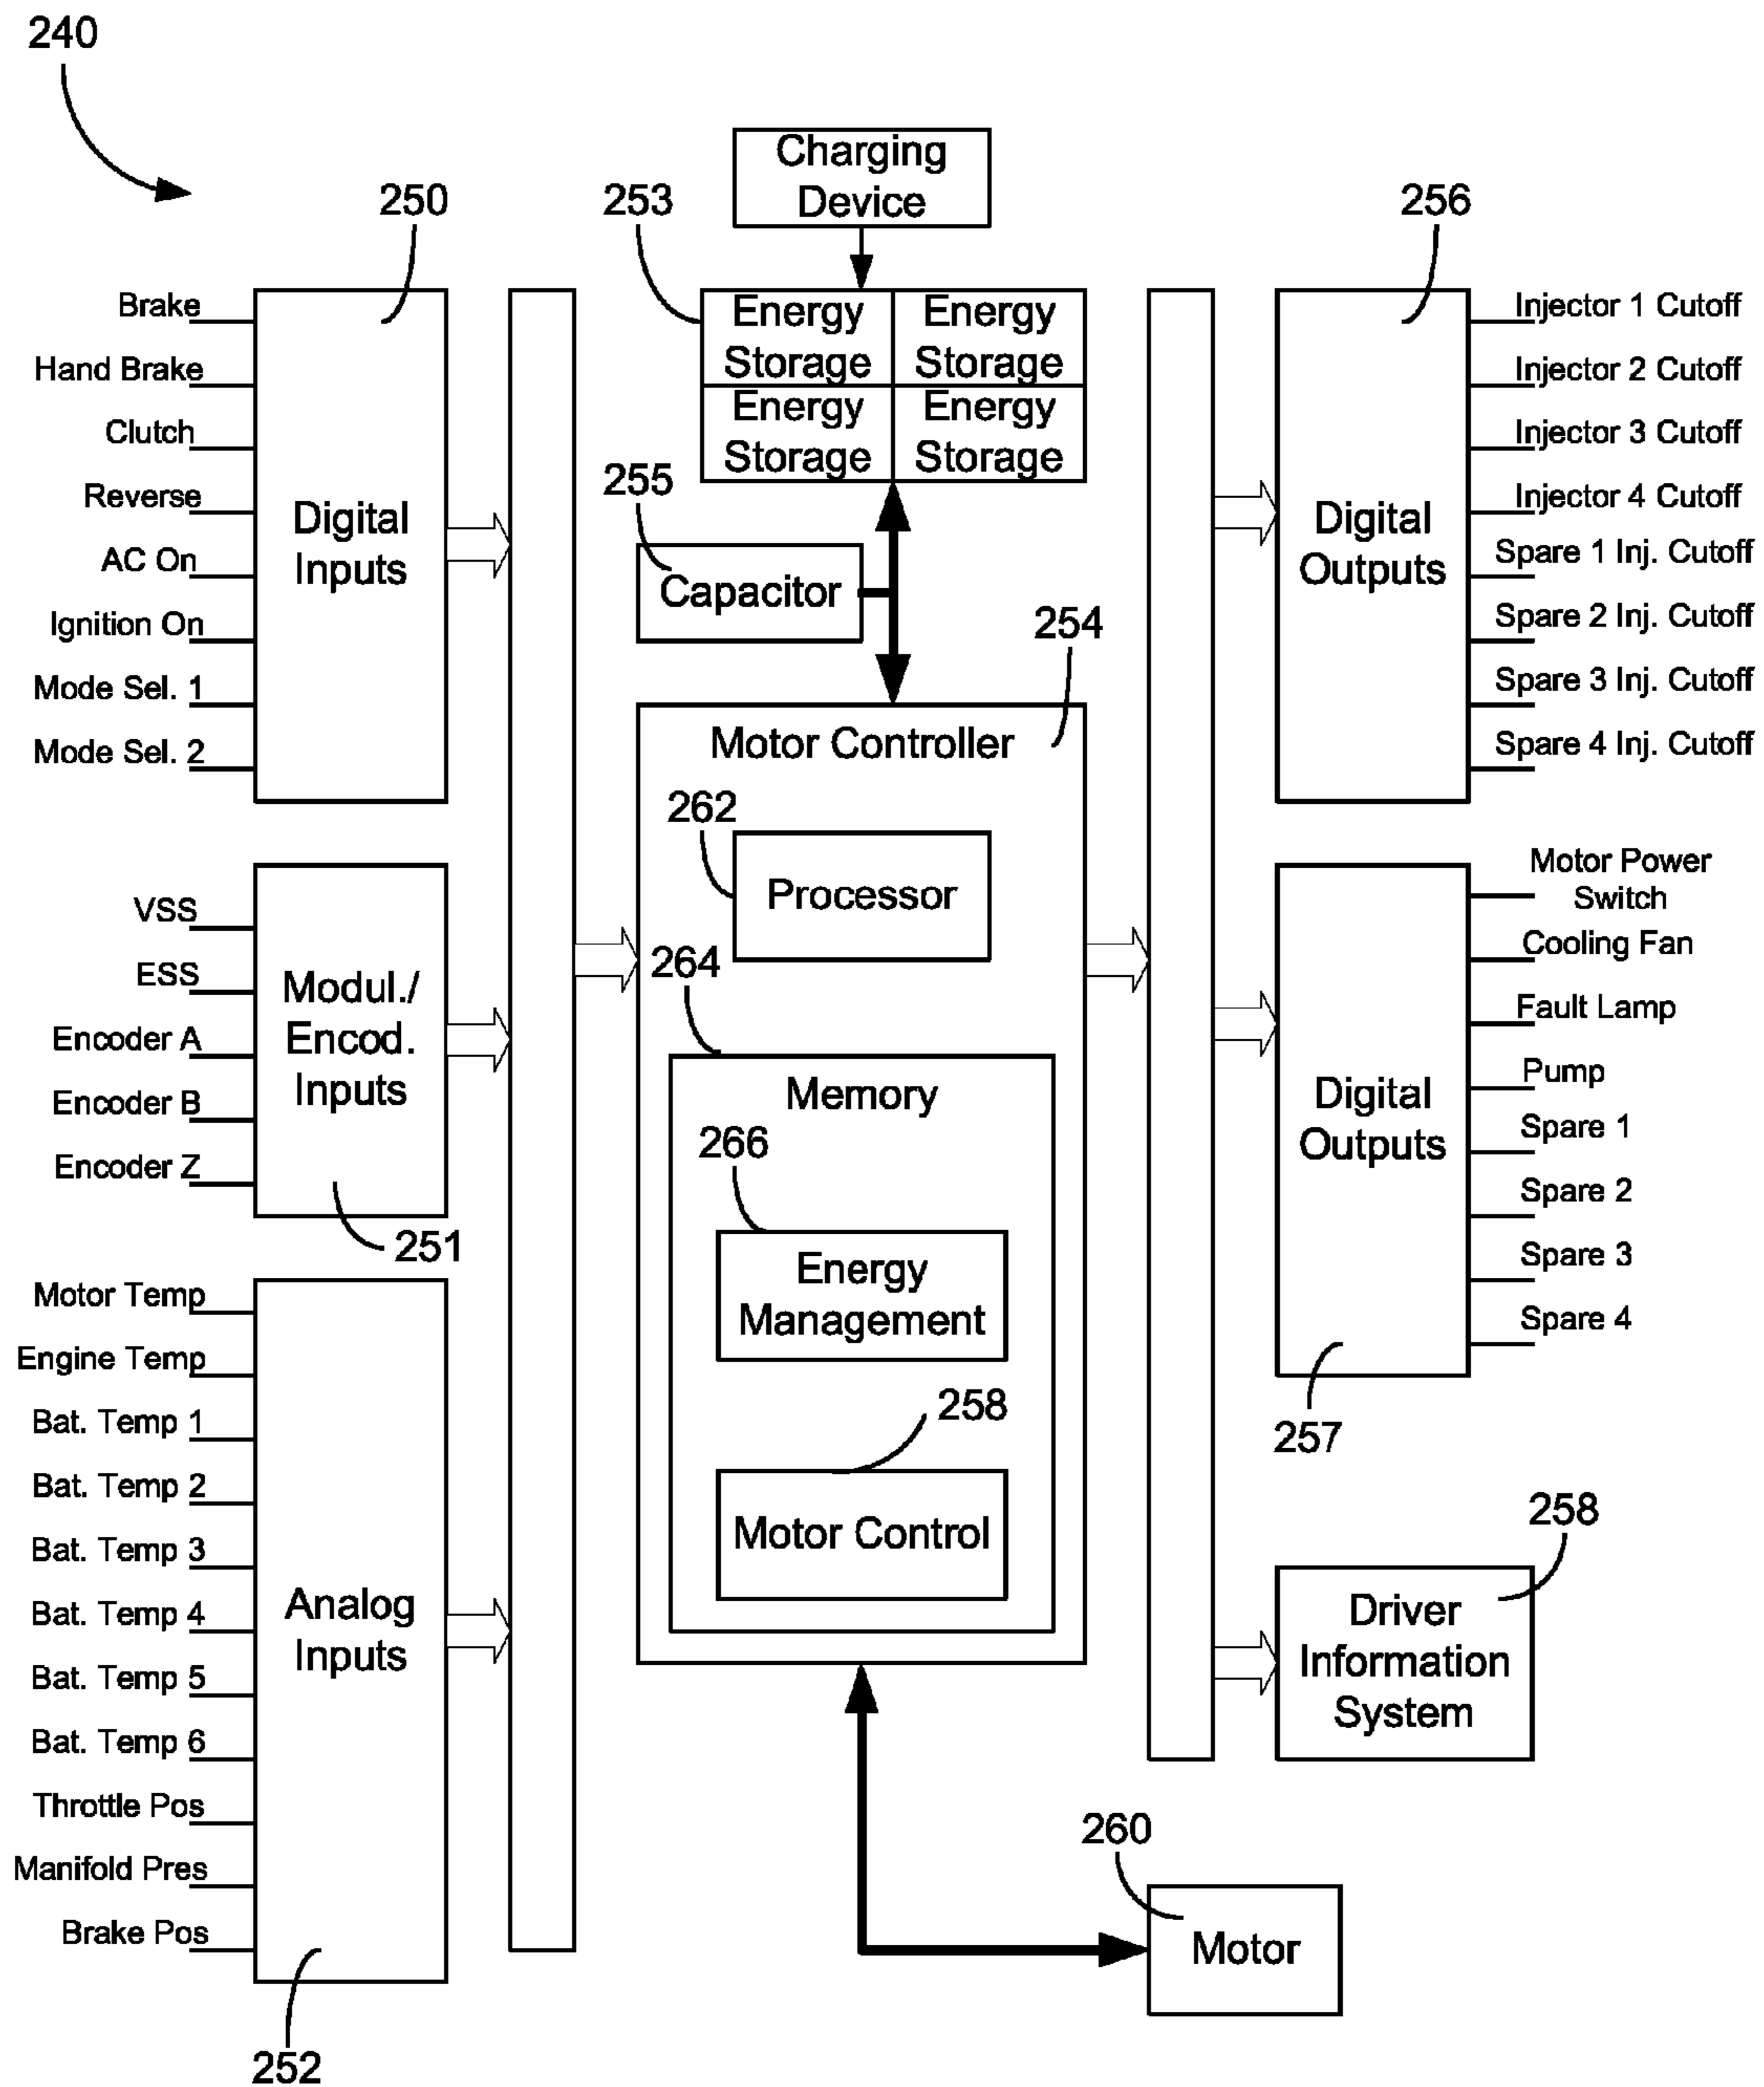 240
Charging
Device
250
253
256
Brake
Hand Brake
Clutch
Reverse
AC On
Ignition On
Mode Sel. 1
Mode Sel. 2
Digital
Inputs
Energy
Storage
Energy
Storage
Energy
Storage
Energy
Storage
255
Capacitor
254
Motor Controller
262
Processor
264
Memory
266
Energy
Management
258
Motor Control
Digital
Outputs
Injector 1 Cutoff
Injector 2 Cutoff
Injector 3 Cutoff
Injector 4 Cutoff
Spare 1 Inj. Cutoff
Spare 2 Inj. Cutoff
Spare 3 Inj. Cutoff
Spare 4 Inj. Cutoff
VSS
ESS
Encoder A
Encoder B
Encoder Z
Modul./
Encod.
Inputs
251
Digital
Outputs
Motor Power
Switch
Cooling Fan
Fault Lamp
Pump
Spare 1
Spare 2
Spare 3
Spare 4
257
Motor Temp
Engine Temp
Bat. Temp 1
Bat. Temp 2
Bat. Temp 3
Bat. Temp 4
Bat. Temp 5
Bat. Temp 6
Throttle Pos
Manifold Pres
Brake Pos
Analog
Inputs
252
258
Driver
Information
System
260
Motor